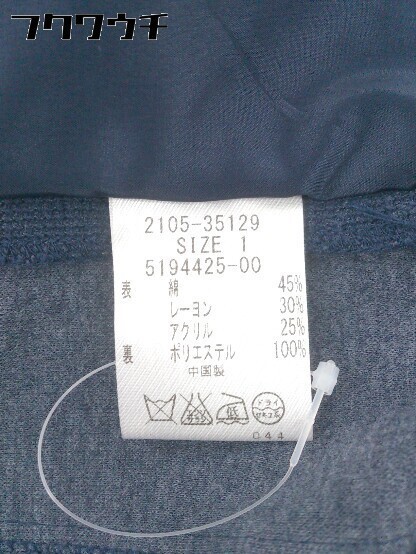 フクワウチ
2105-35129
SIZE 1
5194425-00
表 綿 45%
レーヨン 30%
アクリル 25%
裏 ポリエステル 100%
中国製
低 ドライ
044